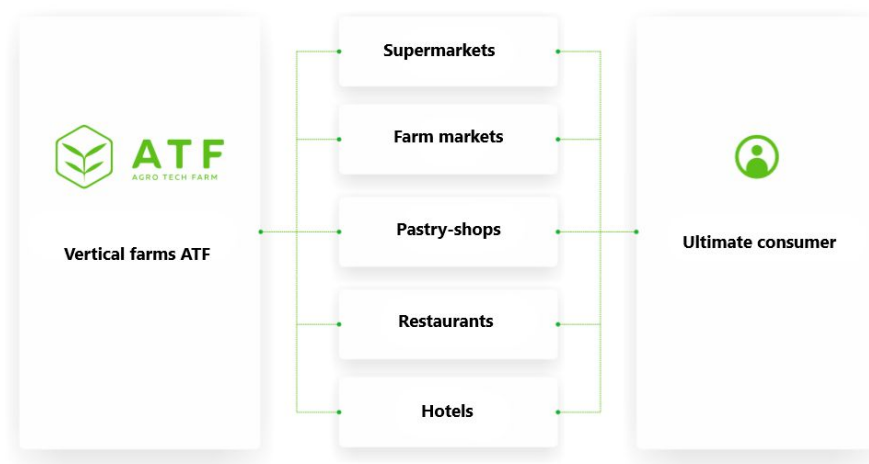 ATF
AGRO TECH FARM
Vertical farms ATF
Supermarkets
Farm markets
Pastry-shops
Restaurants
Hotels
Ultimate consumer